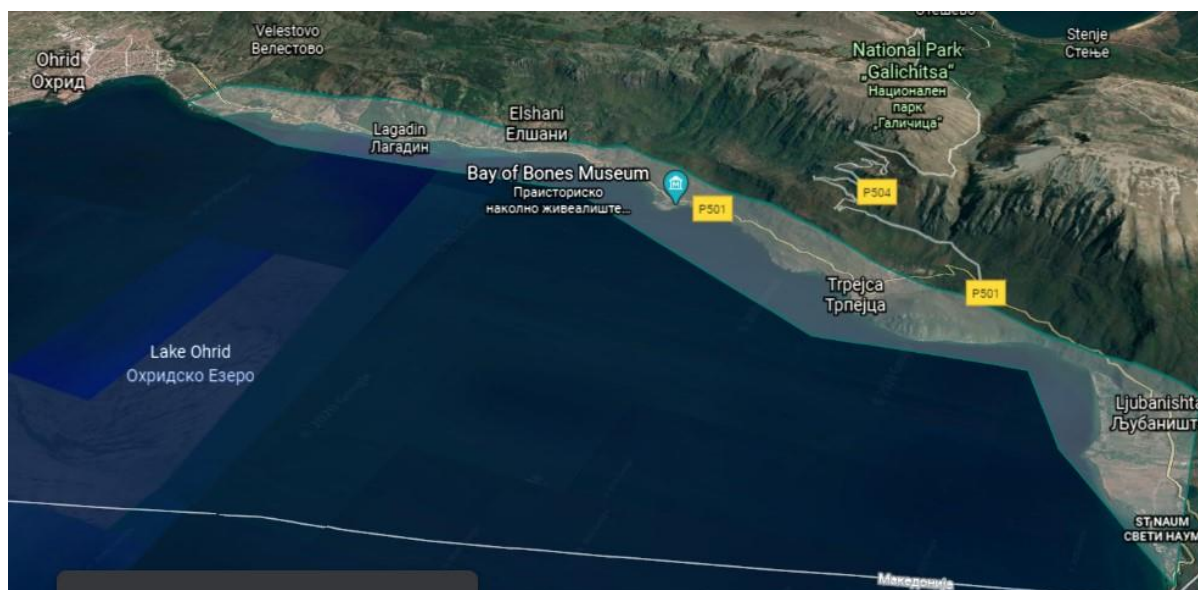 Velestovo
Велестово
Ohrid
Охрид
Stenje
Стење
National Park
„Galichitsa"
Национален
парк
„Галичица"
Elshani
Елшани
Lagadin
Лагадин
Bay of Bones Museum
Праисториско
наколно живеалиште...
P501
P504
Trpejca
Трпејца
P501
Lake Ohrid
Охридско Езеро
Ljubanishta
Љубаништ
ST NAUM
СВЕТИ НАУМ
Македонија